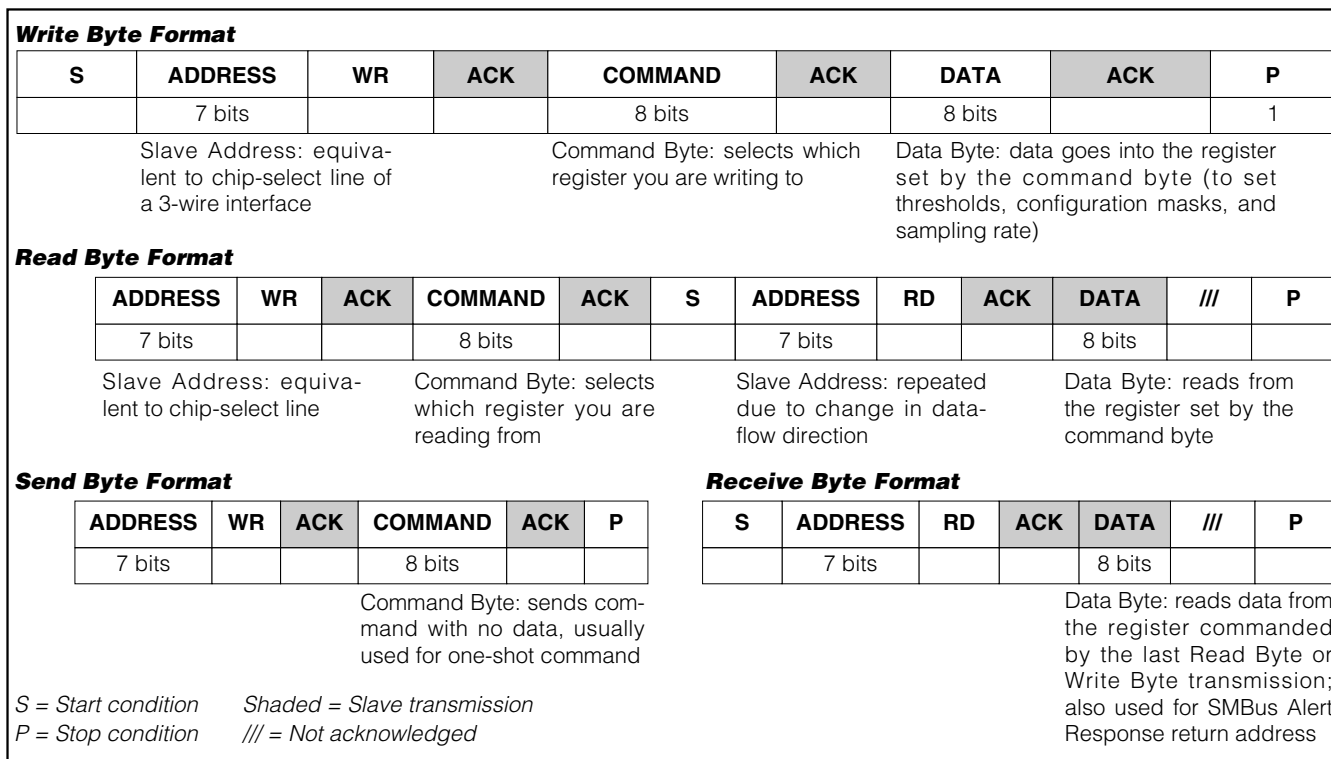 Write Byte Format
S ADDRESS WR ACK COMMAND ACK DATA ACK P
7 bits 8 bits 8 bits 1
Slave Address: equiva-
lent to chip-select line of
a 3-wire interface
Command Byte: selects which
register you are writing to
Data Byte: data goes into the register
set by the command byte (to set
thresholds, configuration masks, and
sampling rate)
Read Byte Format
ADDRESS WR ACK COMMAND ACK S ADDRESS RD ACK DATA /// P
7 bits 8 bits 7 bits 8 bits
Slave Address: equiva-
lent to chip-select line
Command Byte: selects
which register you are
reading from
Slave Address: repeated
due to change in data-
flow direction
Data Byte: reads from
the register set by the
command byte
Send Byte Format
ADDRESS WR ACK COMMAND ACK P
7 bits 8 bits
Command Byte: sends com-
mand with no data, usually
used for one-shot command
Receive Byte Format
S ADDRESS RD ACK DATA /// P
7 bits 8 bits
Data Byte: reads data from
the register commanded
by the last Read Byte or
Write Byte transmission;
also used for SMBus Alert
Response return address
S = Start condition Shaded = Slave transmission
P = Stop condition /// = Not acknowledged